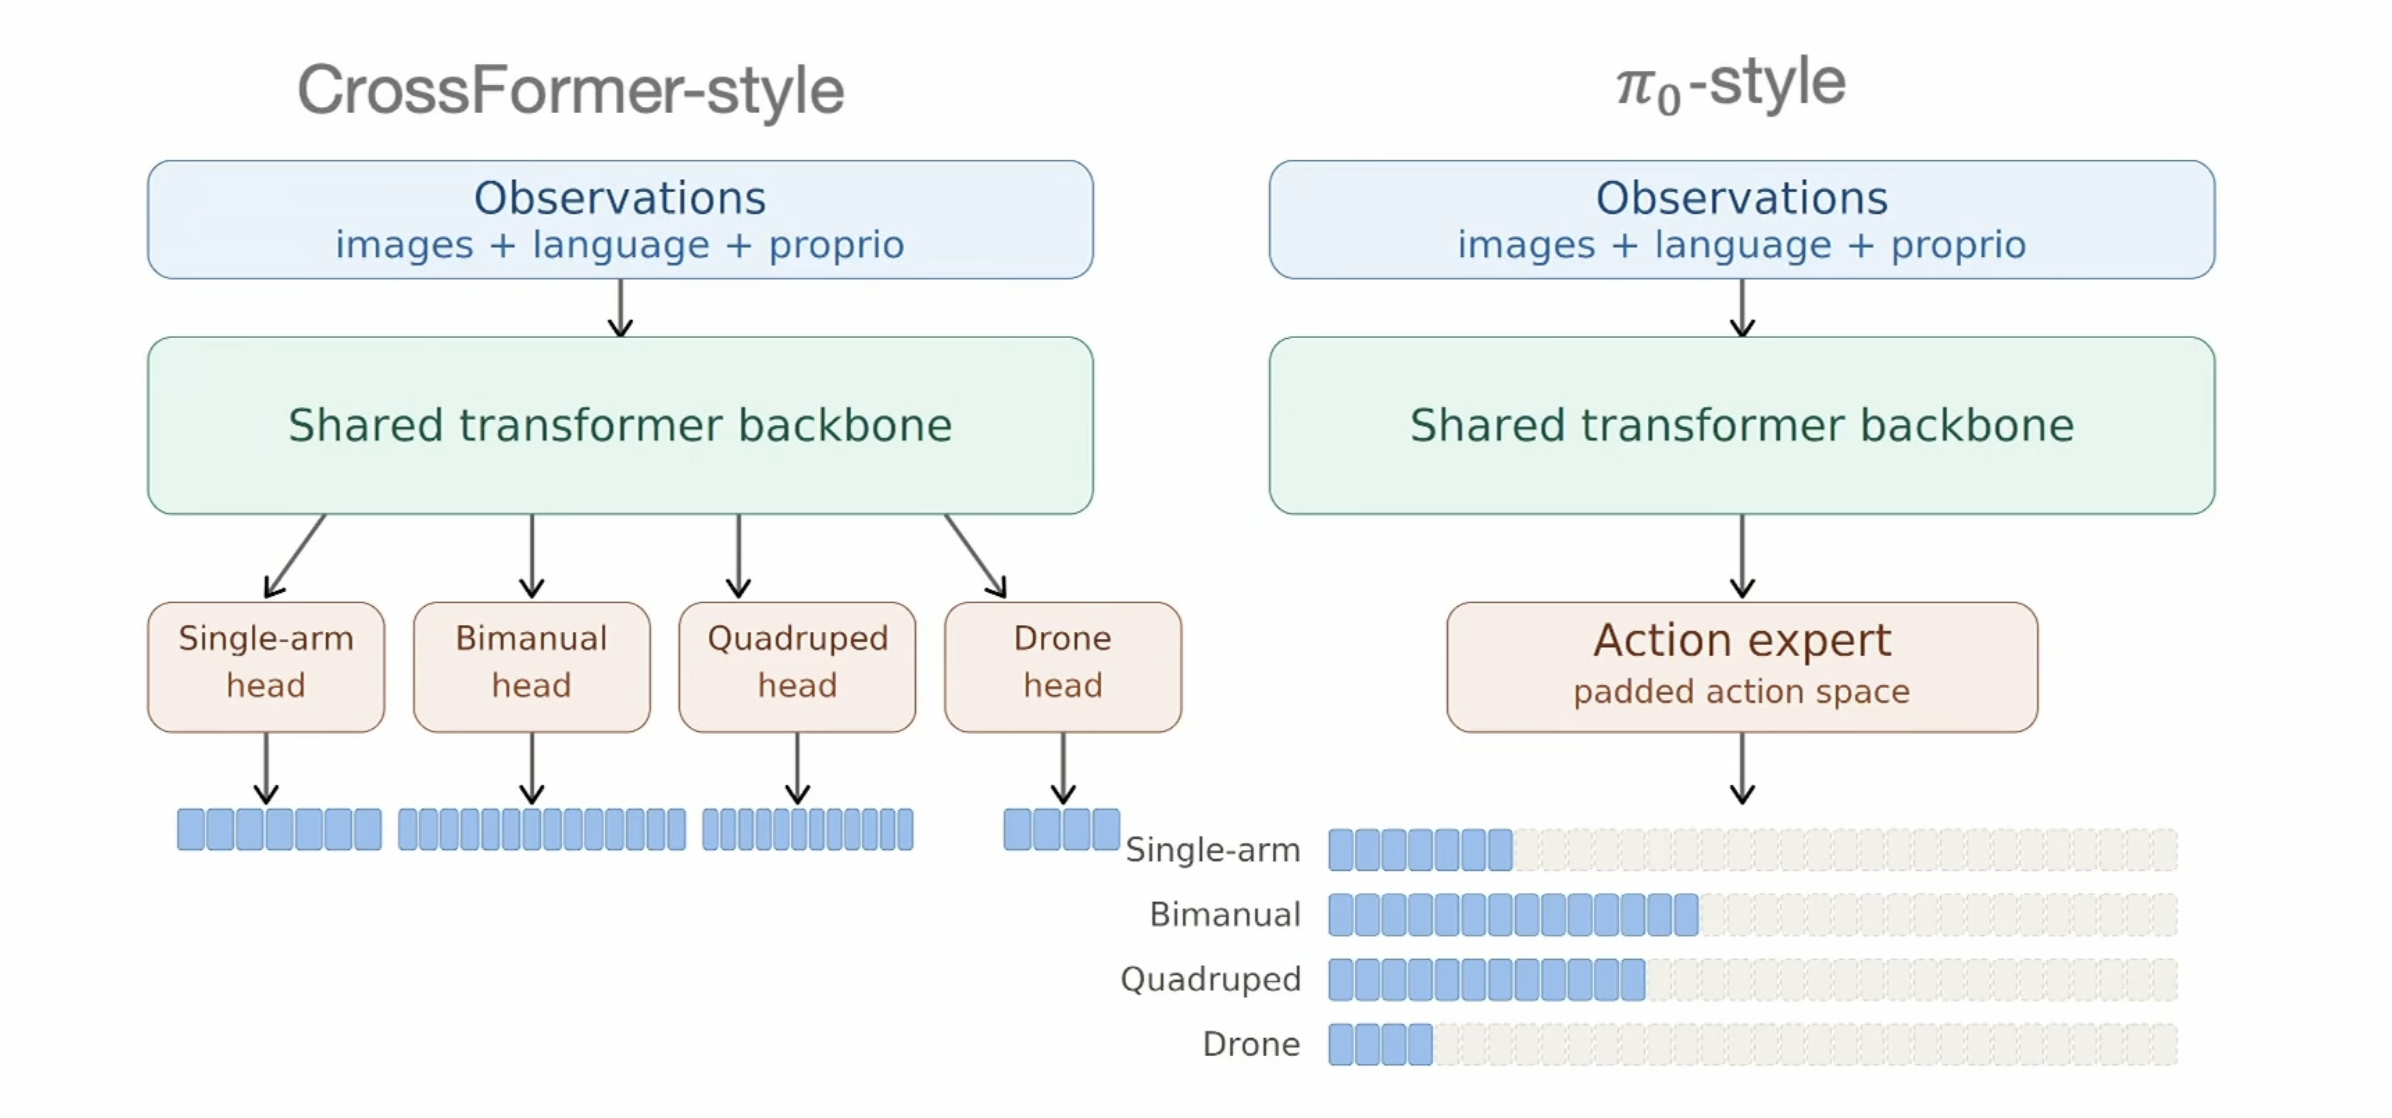 CrossFormer-style
Observations
images + language + proprio
Shared transformer backbone
Single-arm
head
Bimanual
head
Quadruped
head
Drone
head
π₀-style
Observations
images + language + proprio
Shared transformer backbone
Action expert
padded action space
Single-arm
Bimanual
Quadruped
Drone